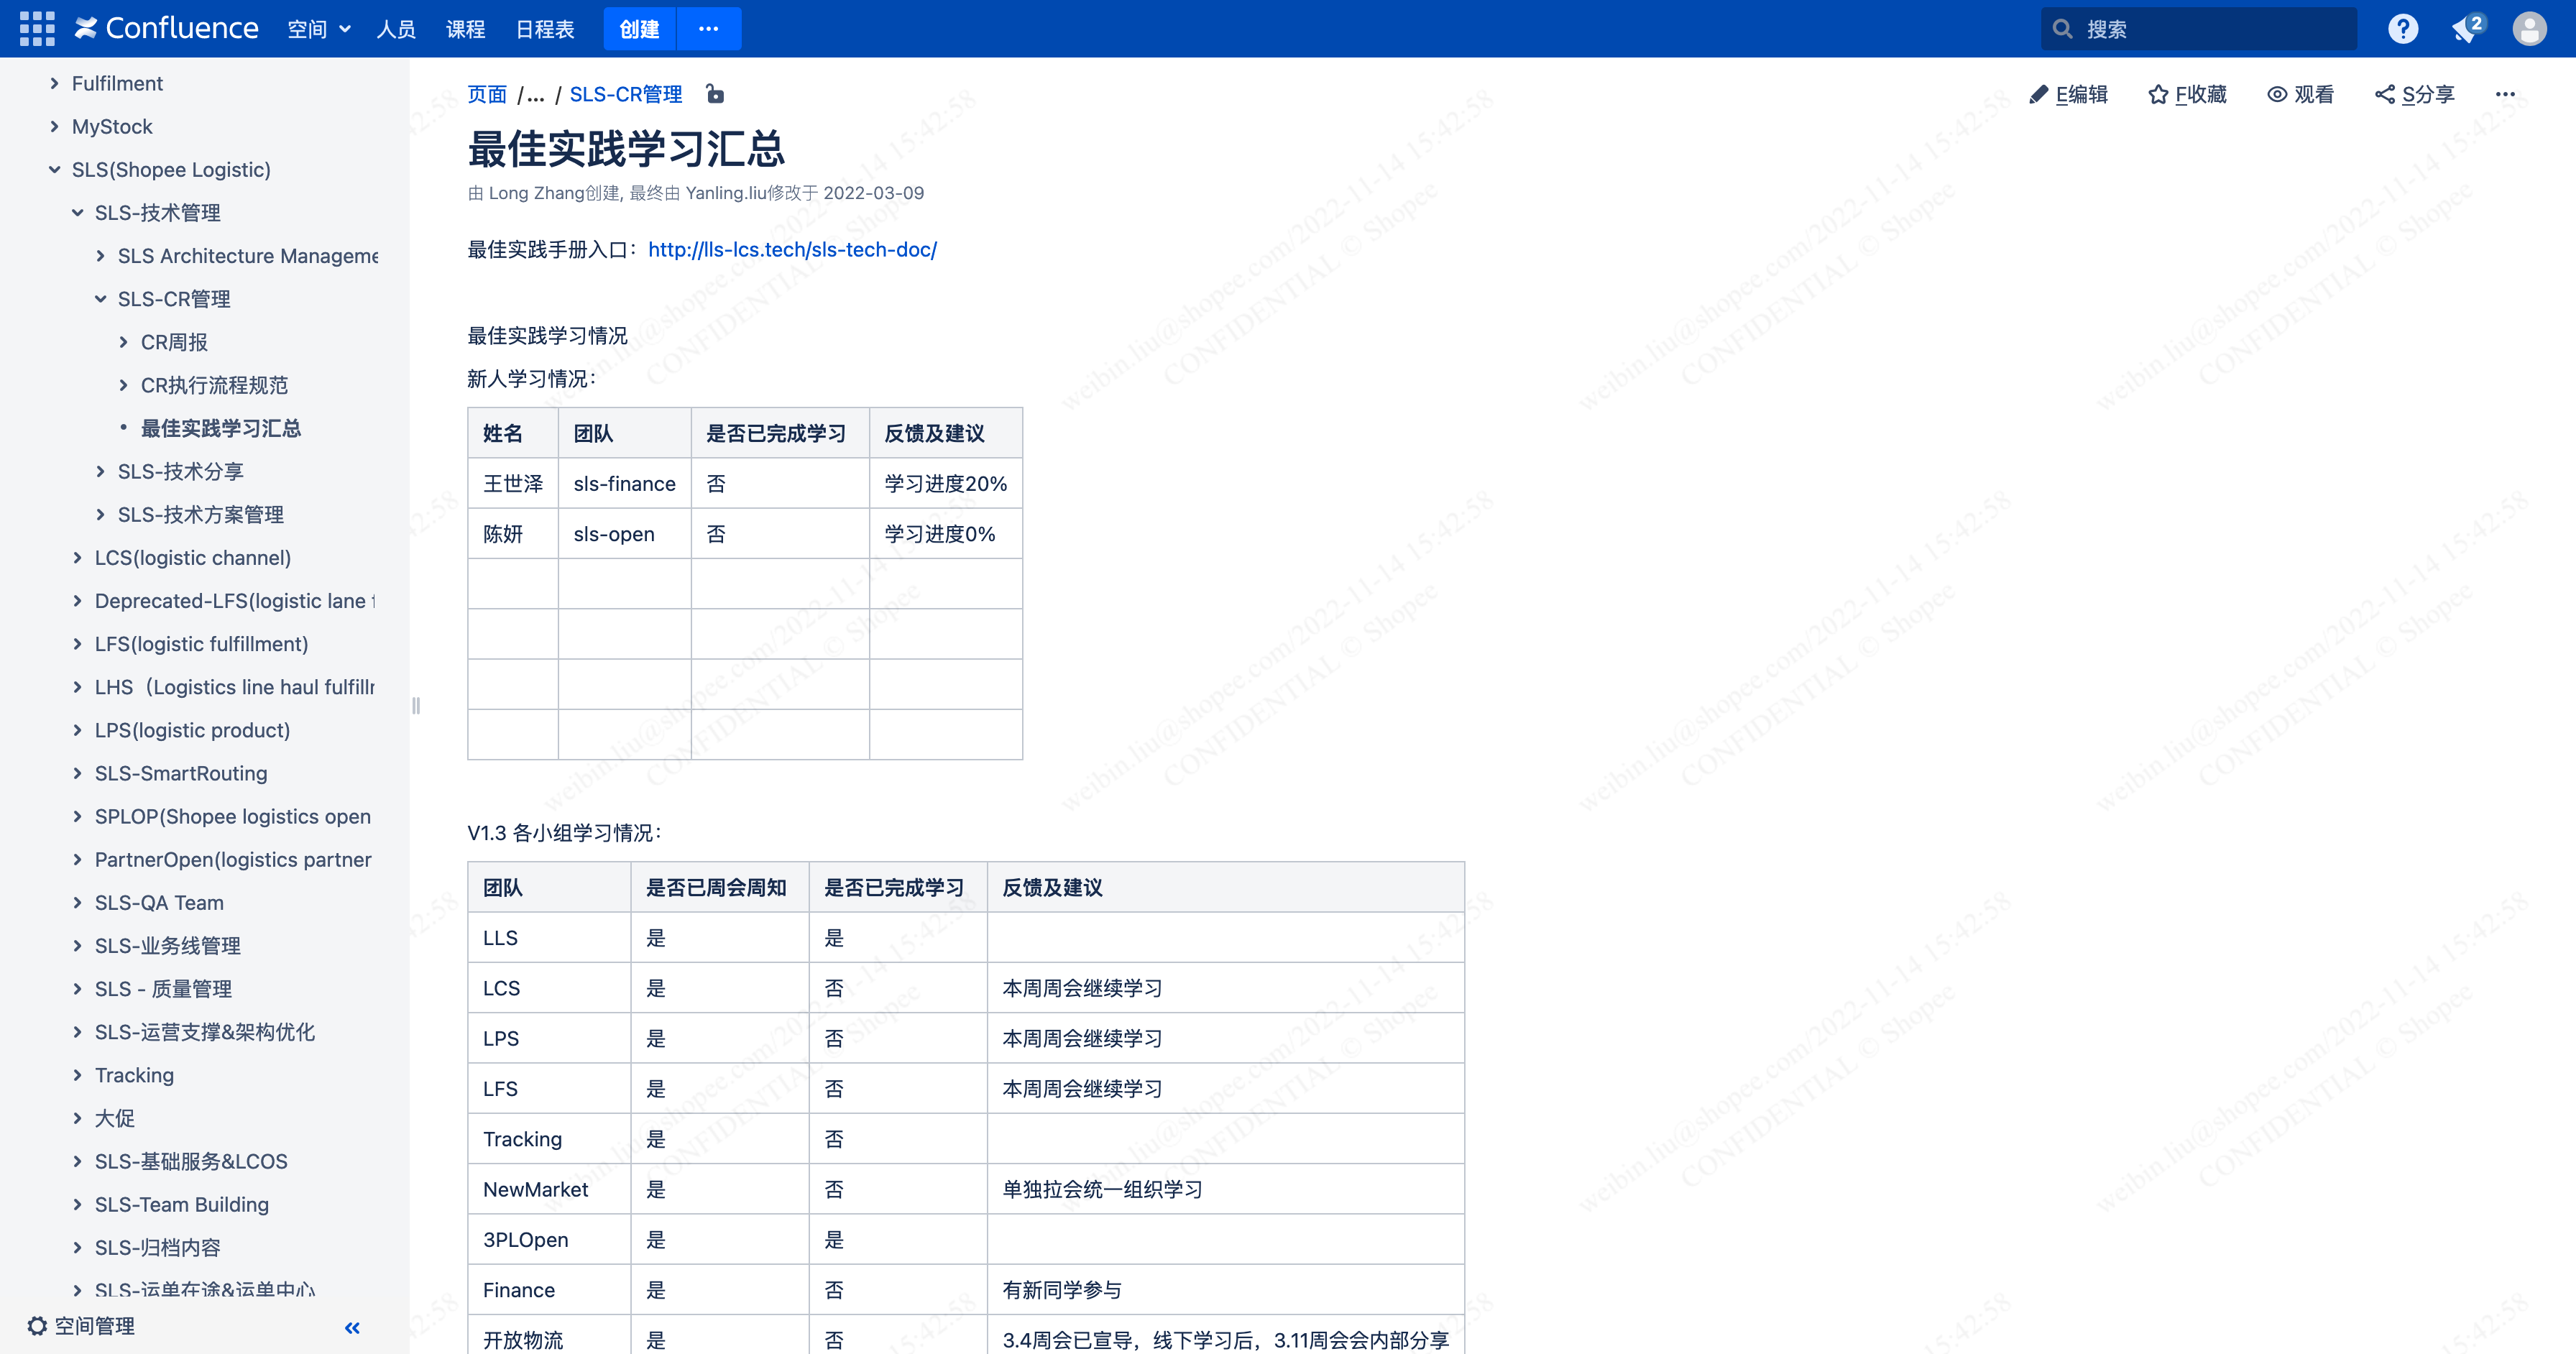 Confluence 空间 人员 课程 日程表 创建 ··· 搜索 2
Fulfilment
MyStock
SLS(Shopee Logistic)
SLS-技术管理
SLS Architecture Manageme
SLS-CR管理
CR周报
CR执行流程规范
最佳实践学习汇总
SLS-技术分享
SLS-技术方案管理
LCS(logistic channel)
Deprecated-LFS(logistic lane f
LFS(logistic fulfillment)
LHS（Logistics line haul fulfillr
LPS(logistic product)
SLS-SmartRouting
SPLOP(Shopee logistics open
PartnerOpen(logistics partner
SLS-QA Team
SLS-业务线管理
SLS - 质量管理
SLS-运营支撑&架构优化
Tracking
大促
SLS-基础服务&LCOS
SLS-Team Building
SLS-归档内容
SLS-运单在途&运单中心
空间管理
页面 /... / SLS-CR管理
E编辑 F收藏 观看 S分享 ···
最佳实践学习汇总
由 Long Zhang创建, 最终由 Yanling.liu修改于 2022-03-09
最佳实践手册入口：http://lls-lcs.tech/sls-tech-doc/
最佳实践学习情况
新人学习情况：
姓名 团队 是否已完成学习 反馈及建议
王世泽 sls-finance 否 学习进度20%
陈妍 sls-open 否 学习进度0%
V1.3 各小组学习情况：
团队 是否已周会周知 是否已完成学习 反馈及建议
LLS 是 是
LCS 是 否 本周周会继续学习
LPS 是 否 本周周会继续学习
LFS 是 否 本周周会继续学习
Tracking 是 否
NewMarket 是 否 单独拉会统一组织学习
3PLOpen 是 是
Finance 是 否 有新同学参与
开放物流 是 否 3.4周会已宣导，线下学习后，3.11周会会内部分享
weibin.liu@shopee.com/2022-11-14 15:42:58
CONFIDENTIAL © Shopee